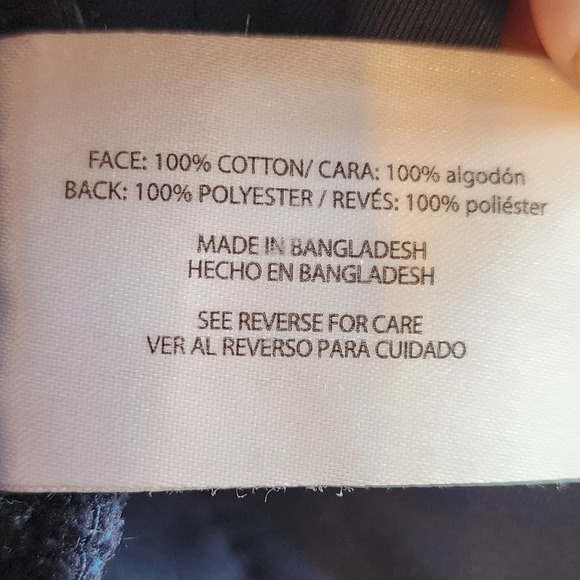 FACE: 100% COTTON/ CARA: 100% algodón
BACK: 100% POLYESTER / REVÉS: 100% poliéster
MADE IN BANGLADESH
HECHO EN BANGLADESH
SEE REVERSE FOR CARE
VER AL REVERSO PARA CUIDADO